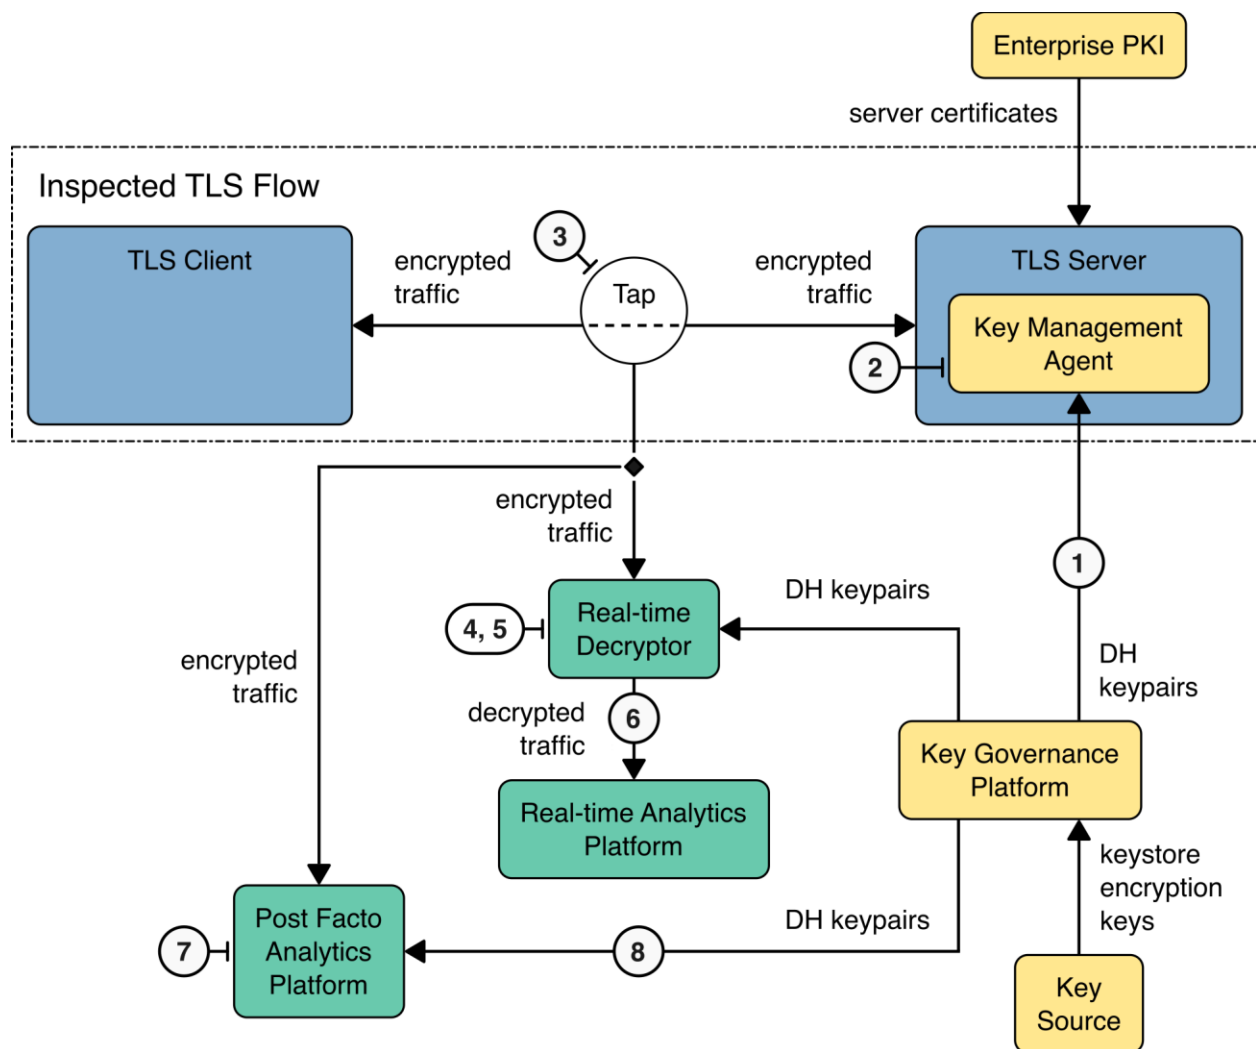 Enterprise PKI
server certificates
Inspected TLS Flow
TLS Client
encrypted
traffic
3
Tap
encrypted
traffic
TLS Server
Key Management
Agent
2
encrypted
traffic
1
DH keypairs
4, 5
Real-time
Decryptor
DH
keypairs
encrypted
traffic
decrypted
traffic
6
Key Governance
Platform
Real-time Analytics
Platform
keystore
encryption
keys
7
Post Facto
Analytics
Platform
8
DH keypairs
Key
Source